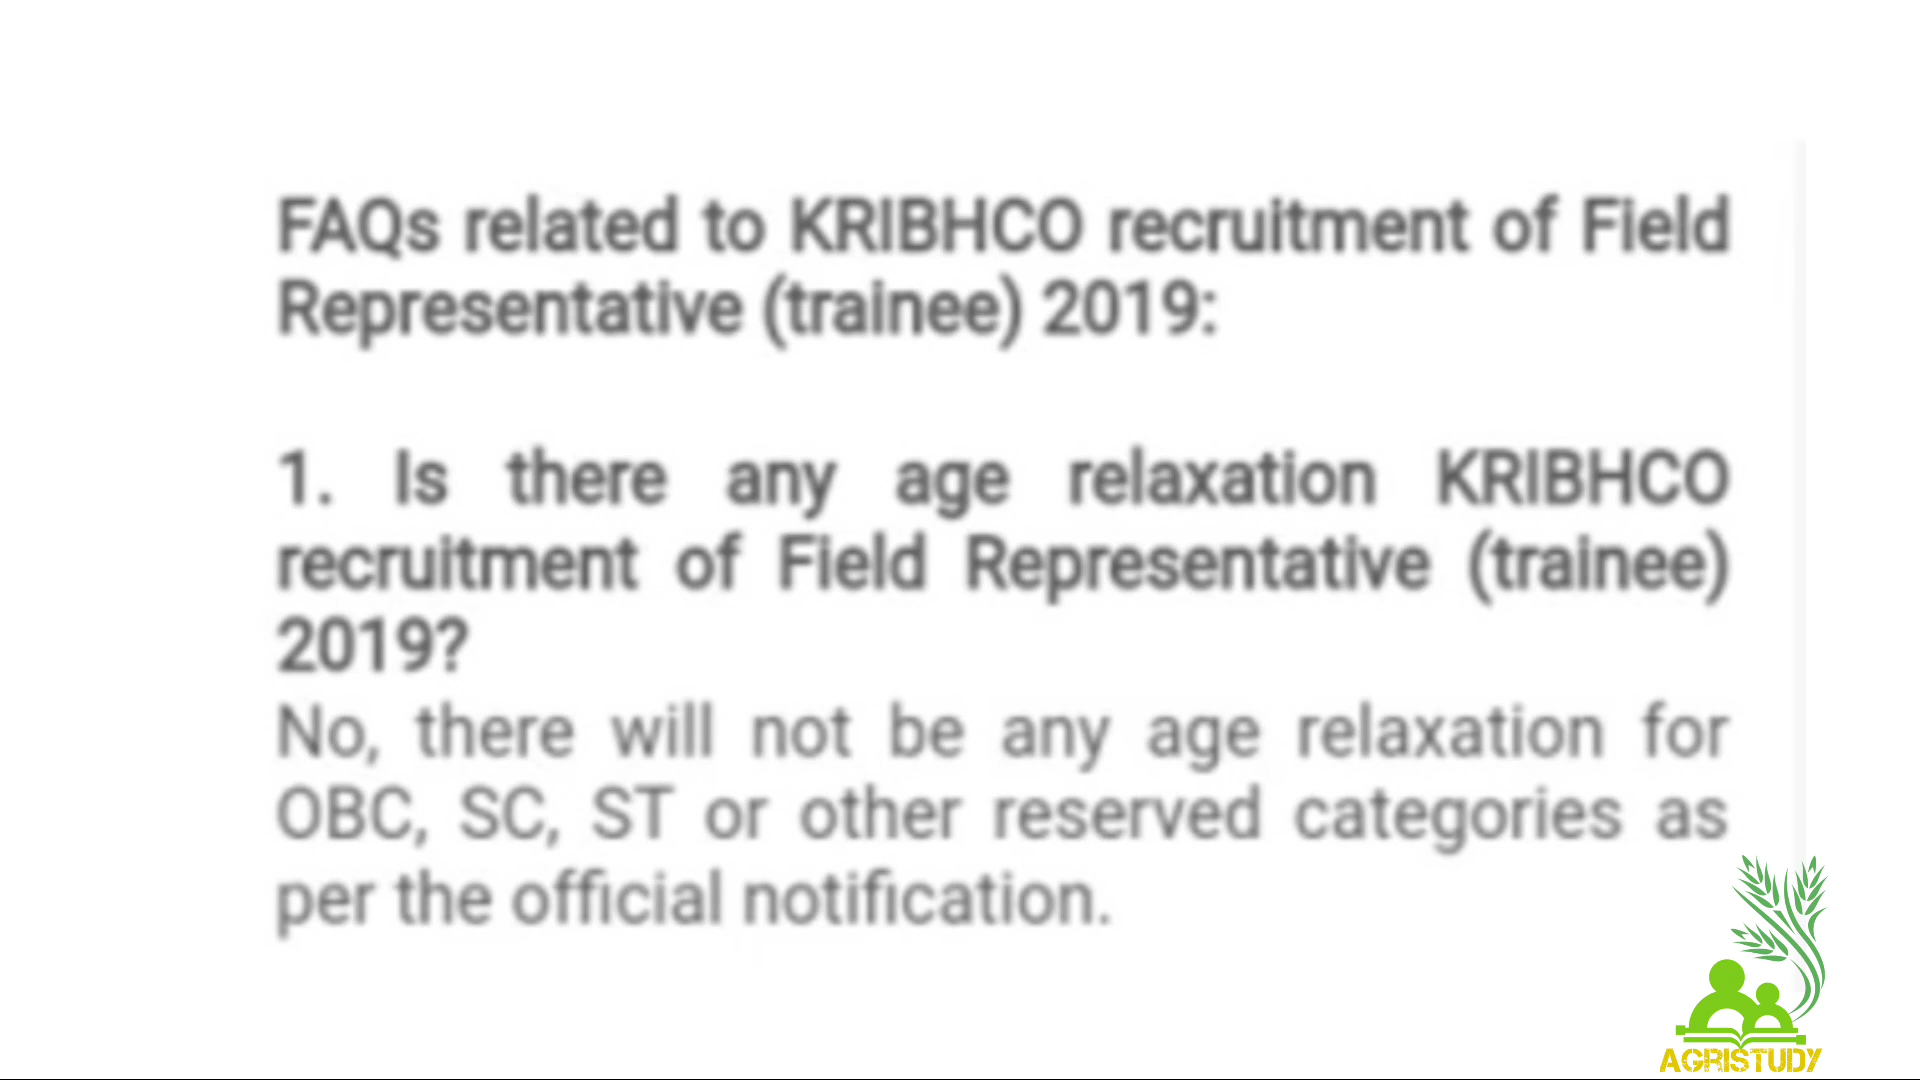 FAQs related to KRIBHCO recruitment of Field
Representative (trainee) 2019:
1. Is there any age relaxation KRIBHCO
recruitment of Field Representative (trainee)
2019?
No, there will not be any age relaxation for
OBC, SC, ST or other reserved categories as
per the official notification.
AGRISTUDY